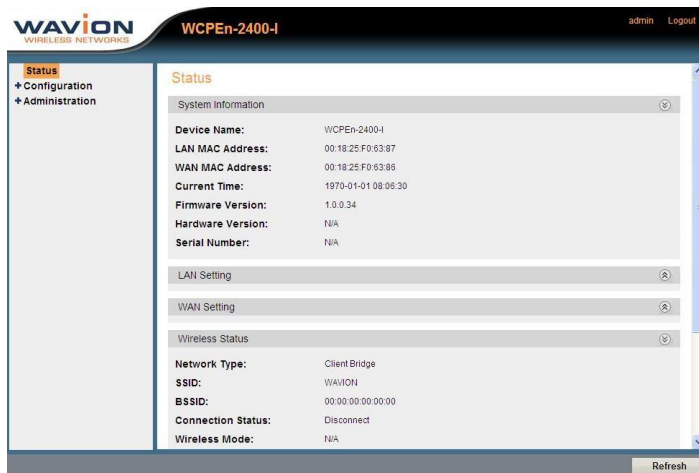 WAVION
WIRELESS NETWORKS
WCPEn-2400-I
admin Logout
Status
+ Configuration
+ Administration
Status
System Information
Device Name: WCPEn-2400-I
LAN MAC Address: 00:18:25:F0:63:87
WAN MAC Address: 00:18:25:F0:63:86
Current Time: 1970-01-01 08:06:30
Firmware Version: 1.0.0.34
Hardware Version: N/A
Serial Number: N/A
LAN Setting
WAN Setting
Wireless Status
Network Type: Client Bridge
SSID: WAVION
BSSID: 00:00:00:00:00:00
Connection Status: Disconnect
Wireless Mode: N/A
Refresh